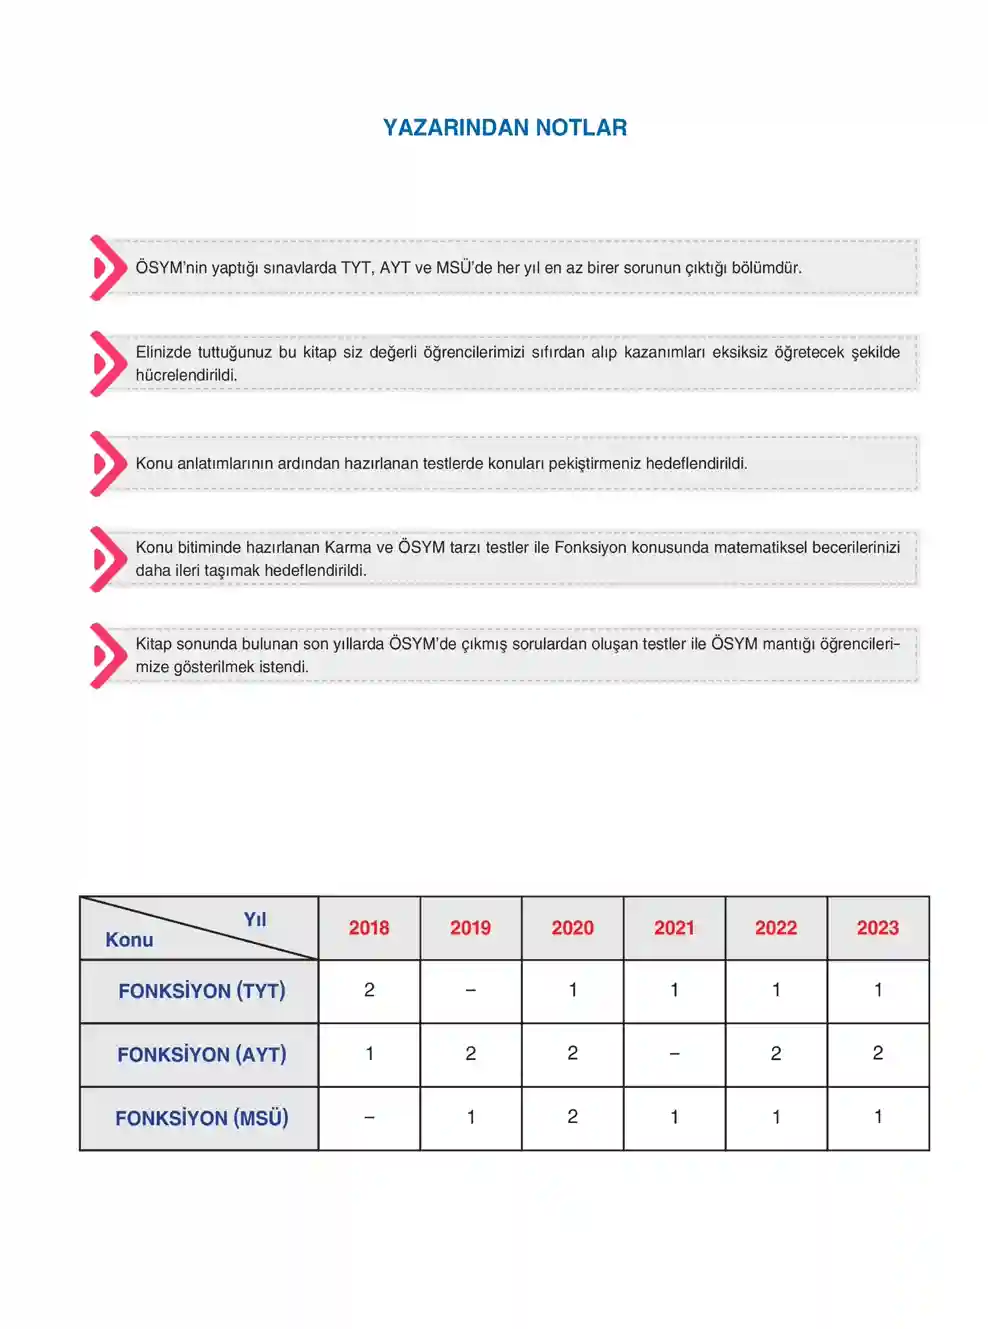 YAZARINDAN NOTLAR
ÖSYM'nin yaptığı sınavlarda TYT, AYT ve MSÜ'de her yıl en az birer sorunun çıktığı bölümdür.
Elinizde tuttuğunuz bu kitap siz değerli öğrencilerimizi sıfırdan alıp kazanımları eksiksiz öğretecek şekilde
hücrelendirildi.
Konu anlatımlarının ardından hazırlanan testlerde konuları pekiştirmeniz hedeflendirildi.
Konu bitiminde hazırlanan Karma ve ÖSYM tarzı testler ile Fonksiyon konusunda matematiksel becerilerinizi
daha ileri taşımak hedeflendirildi.
Kitap sonunda bulunan son yıllarda ÖSYM'de çıkmış sorulardan oluşan testler ile ÖSYM mantığı öğrencileri-
mize gösterilmek istendi.
Yıl
Konu
2018 2019 2020 2021 2022 2023
FONKSİYON (TYT) 2 – 1 1 1 1
FONKSİYON (AYT) 1 2 2 – 2 2
FONKSİYON (MSÜ) – 1 2 1 1 1